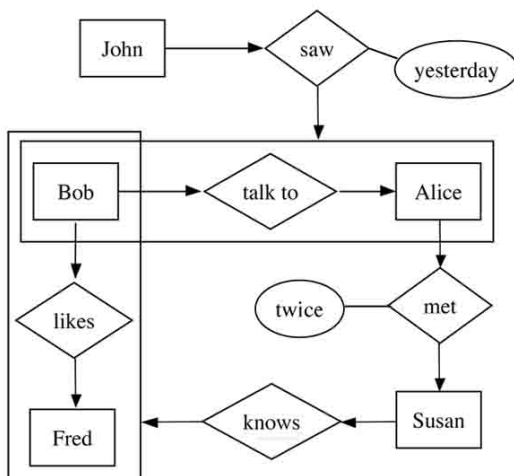 John
saw
yesterday
Bob
talk to
Alice
likes
twice
met
Fred
knows
Susan